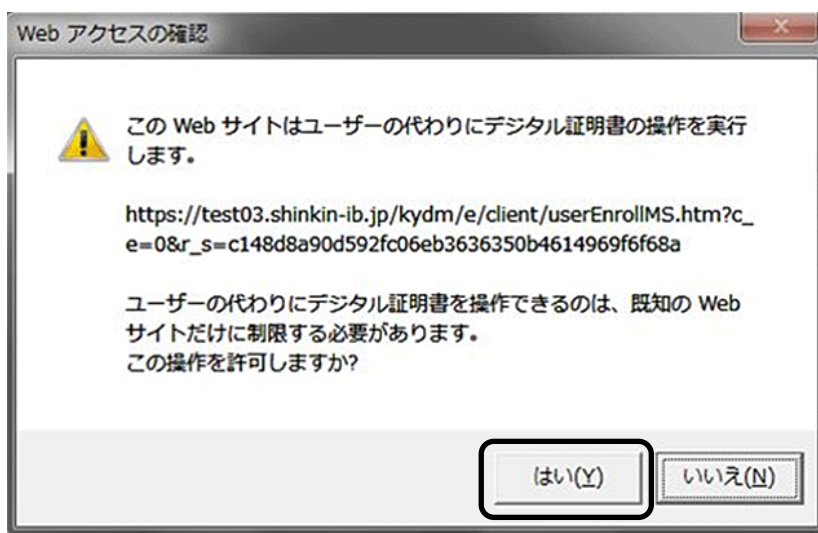 Web アクセスの確認
この Web サイトはユーザーの代わりにデジタル証明書の操作を実行
します。
https://test03.shinkin-ib.jp/kydm/e/client/userEnrollMS.htm?c_
e=0&r_s=c148d8a90d592fc06eb3636350b4614969f6f68a
ユーザーの代わりにデジタル証明書を操作できるのは、既知の Web
サイトだけに制限する必要があります。
この操作を許可しますか?
はい(Y) いいえ(N)